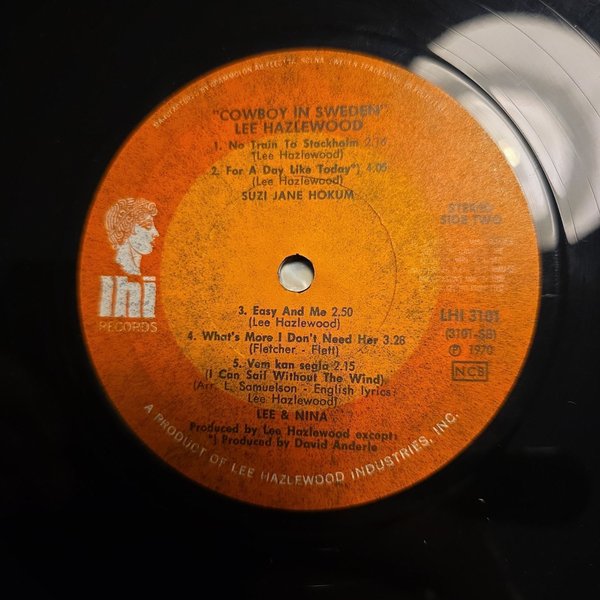 "COWBOY IN SWEDEN"
LEE HAZLEWOOD
1. No Train To Stockholm 2.16
(Lee Hazlewood)
2. For A Day Like Today*) 4.05
(Lee Hazlewood)
SUZI JANE HOKUM
STEREO
SIDE TWO
lhi
RECORDS
3. Easy And Me 2.50
(Lee Hazlewood)
4. What's More I Don't Need Her 3.28
(Fletcher - Flett)
5. Vem kan segla 2.15
(I Can Sail Without The Wind)
(Arr. L. Samuelson - English lyrics:
Lee Hazlewood)
LEE & NINA
LHI 3101
(3101-SB)
Ⓟ 1970
NCB
Produced by Lee Hazlewood except:
*) Produced by David Anderle
A PRODUCT OF LEE HAZLEWOOD INDUSTRIES, INC.